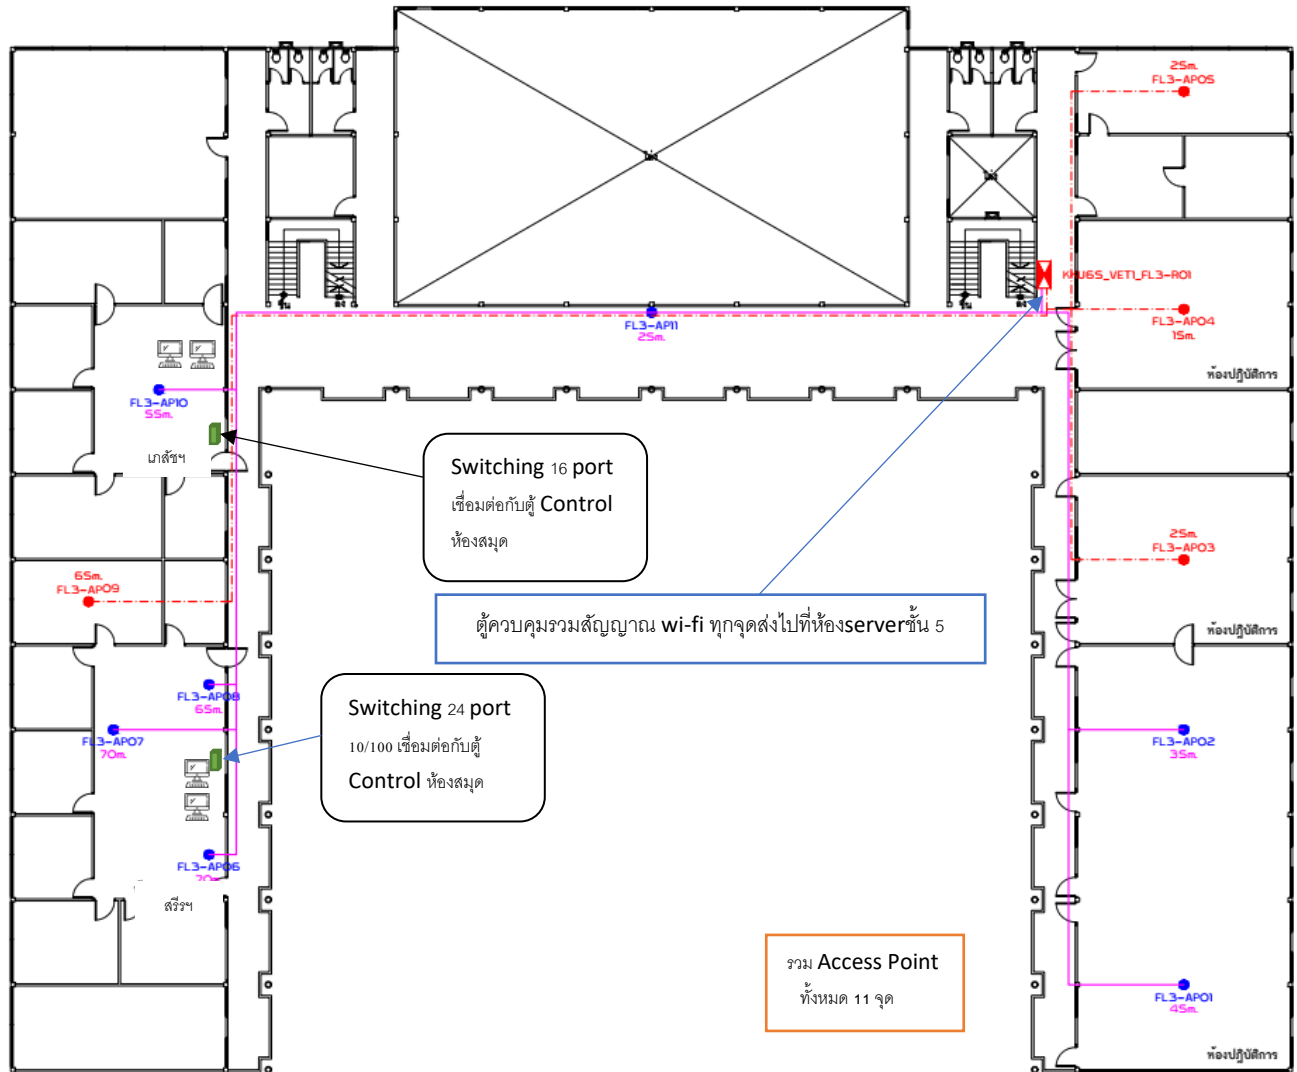 25m.
FL3-AP05
KKU65_VET1_FL3-R01
FL3-AP11
25m.
FL3-AP04
15m.
ห้องปฏิบัติการ
FL3-AP10
55m.
เภสัชฯ
Switching 16 port
เชื่อมต่อกับตู้ Control
ห้องสมุด
25m.
FL3-AP03
65m.
FL3-AP09
ตู้ควบคุมรวมสัญญาณ wi-fi ทุกจุดส่งไปที่ห้องserverชั้น 5
ห้องปฏิบัติการ
FL3-AP08
65m.
Switching 24 port
10/100 เชื่อมต่อกับตู้
Control ห้องสมุด
FL3-AP07
70m.
FL3-AP02
35m.
FL3-AP06
70m.
สรีรฯ
รวม Access Point
ทั้งหมด 11 จุด
FL3-AP01
45m.
ห้องปฏิบัติการ